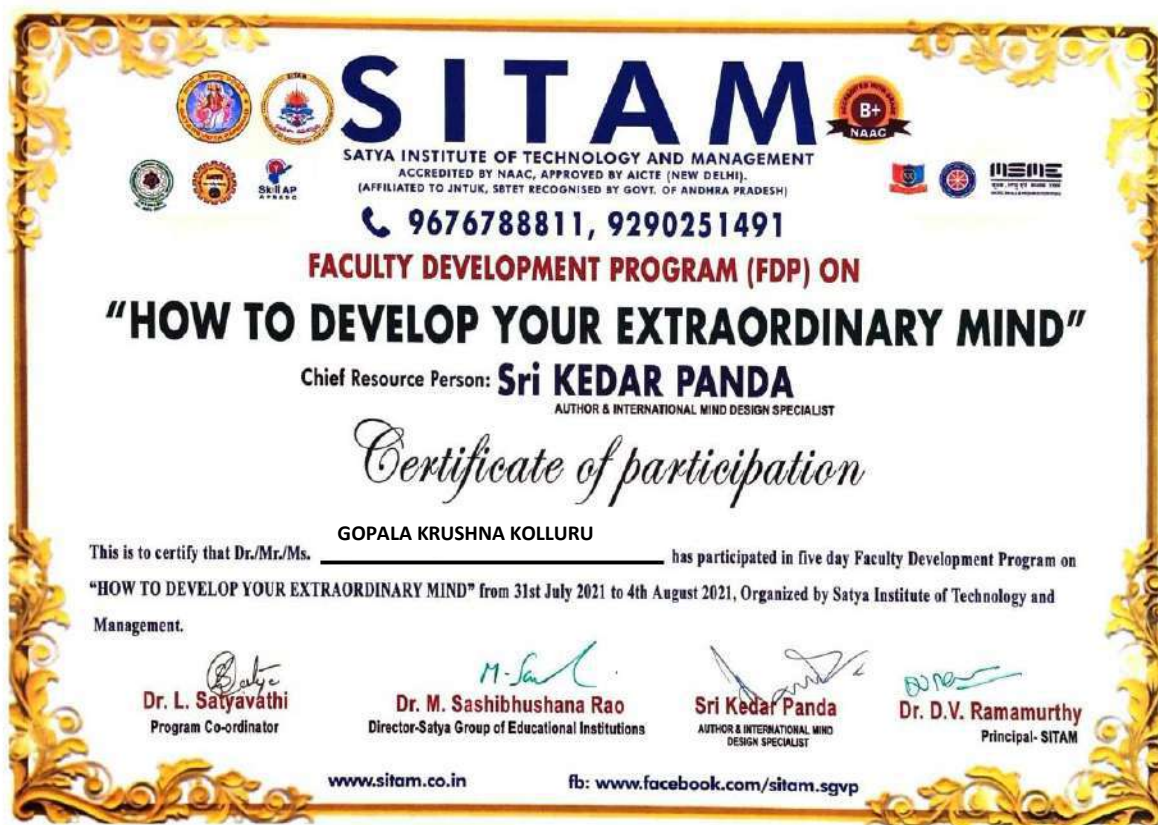 SITAM
SITAM
B+
NAAC
SATYA INSTITUTE OF TECHNOLOGY AND MANAGEMENT
ACCREDITED BY NAAC, APPROVED BY AICTE (NEW DELHI).
(AFFILIATED TO JNTUK, SBTET RECOGNISED BY GOVT. OF ANDHRA PRADESH)
Skill AP
MSME
9676788811, 9290251491
FACULTY DEVELOPMENT PROGRAM (FDP) ON
"HOW TO DEVELOP YOUR EXTRAORDINARY MIND"
Chief Resource Person: Sri KEDAR PANDA
AUTHOR & INTERNATIONAL MIND DESIGN SPECIALIST
Certificate of participation
GOPALA KRUSHNA KOLLURU
This is to certify that Dr./Mr./Ms. has participated in five day Faculty Development Program on
"HOW TO DEVELOP YOUR EXTRAORDINARY MIND" from 31st July 2021 to 4th August 2021, Organized by Satya Institute of Technology and
Management.
Dr. L. Satyavathi
Program Co-ordinator
Dr. M. Sashibhushana Rao
Director-Satya Group of Educational Institutions
Sri Kedar Panda
AUTHOR & INTERNATIONAL MIND
DESIGN SPECIALIST
Dr. D.V. Ramamurthy
Principal- SITAM
www.sitam.co.in fb: www.facebook.com/sitam.sgvp